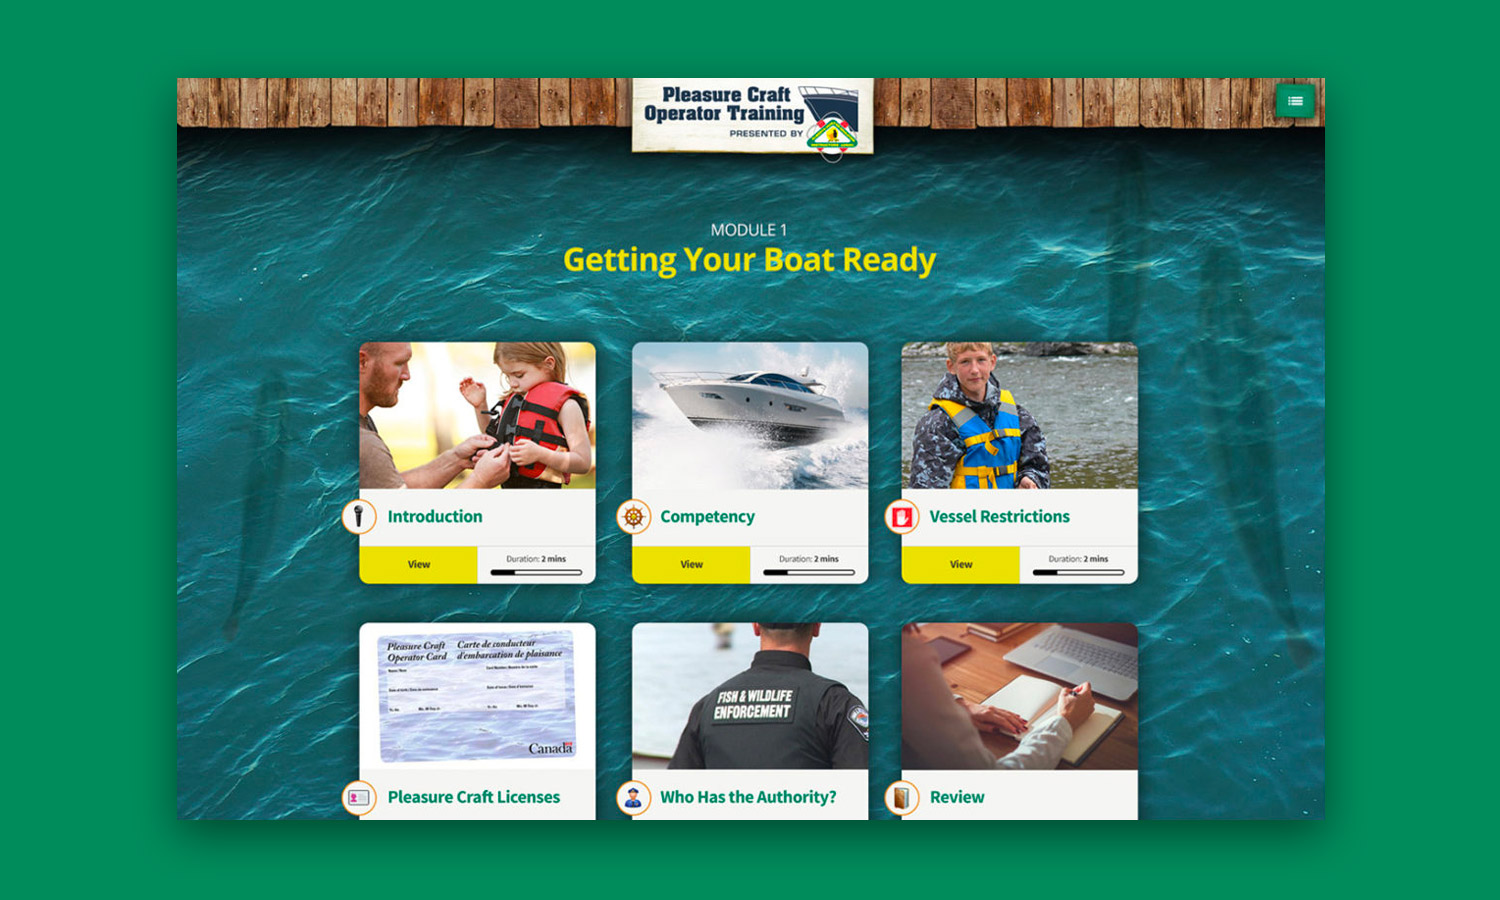 Pleasure Craft
Operator Training
PRESENTED BY
MODULE 1
Getting Your Boat Ready
Introduction
View
Duration: 2 mins
Competency
View
Duration: 2 mins
Vessel Restrictions
View
Duration: 2 mins
Pleasure Craft
Operator Card
Carte de conducteur
d'embarcation de plaisance
Canada
Pleasure Craft Licenses
FISH & WILDLIFE
ENFORCEMENT
Who Has the Authority?
Review